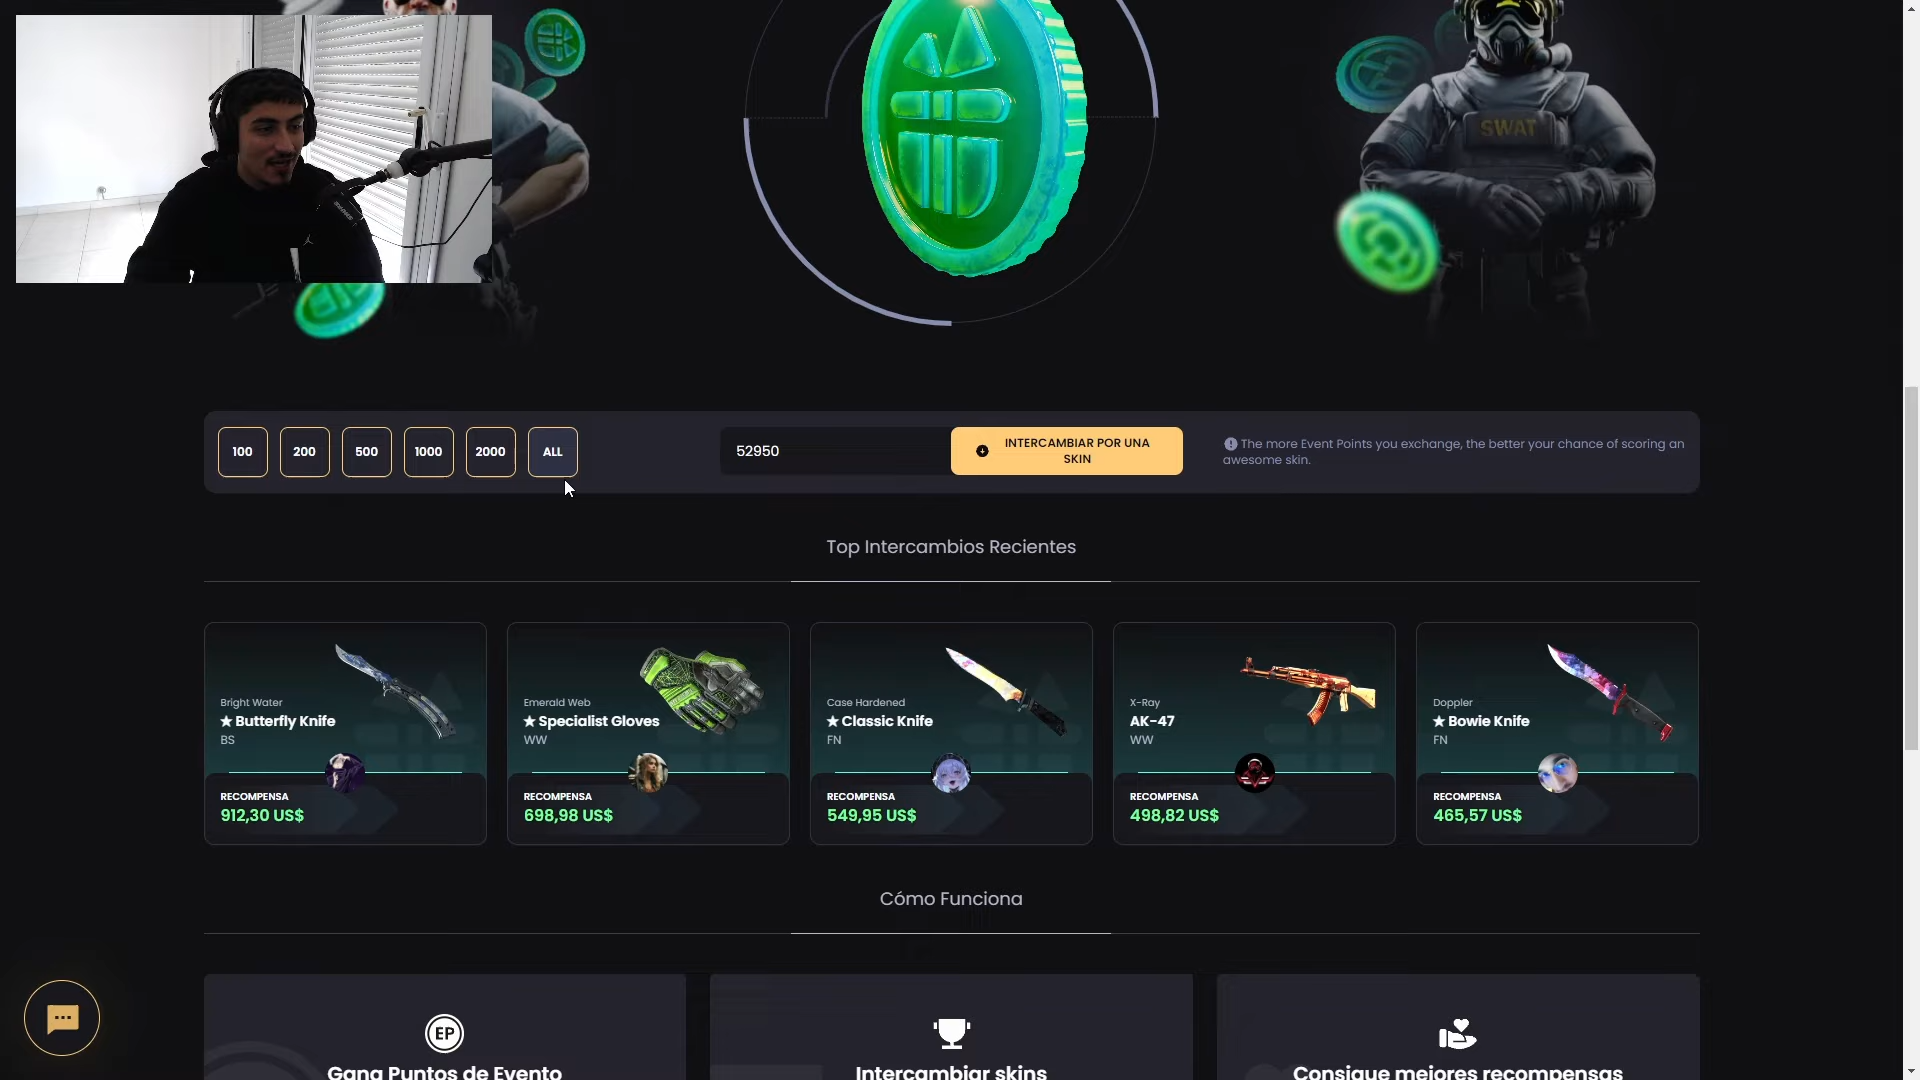 SWAT
100
200
500
1000
2000
ALL
52950
INTERCAMBIAR POR UNA
SKIN
The more Event Points you exchange, the better your chance of scoring an
awesome skin.
Top Intercambios Recientes
Bright Water
★ Butterfly Knife
BS
RECOMPENSA
912,30 US$
Emerald Web
★ Specialist Gloves
WW
RECOMPENSA
698,98 US$
Case Hardened
★ Classic Knife
FN
RECOMPENSA
549,95 US$
X-Ray
AK-47
WW
RECOMPENSA
498,82 US$
Doppler
★ Bowie Knife
FN
RECOMPENSA
465,57 US$
Cómo Funciona
EP
Gana Puntos de Evento
Intercambiar skins
Consigue mejores recompensas